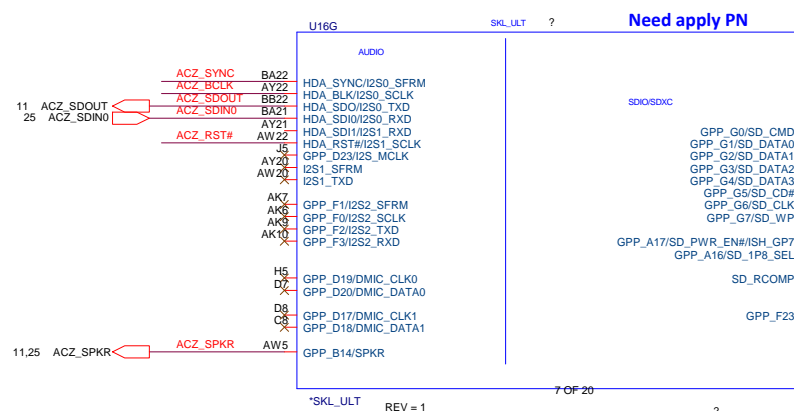 U16G SKL_ULT ? Need apply PN
AUDIO
SDIO/SDXC
ACZ_SYNC BA22 HDA_SYNC/I2S0_SFRM
ACZ_BCLK AY22 HDA_BLK/I2S0_SCLK
11 ACZ_SDOUT ACZ_SDOUT BB22 HDA_SDO/I2S0_TXD
25 ACZ_SDIN0 ACZ_SDIN0 BA21 HDA_SDI0/I2S0_RXD
AY21 HDA_SDI1/I2S1_RXD
ACZ_RST# AW22 HDA_RST#/I2S1_SCLK
J5 GPP_D23/I2S_MCLK
AY20 I2S1_SFRM
AW20 I2S1_TXD
AK7 GPP_F1/I2S2_SFRM
AK6 GPP_F0/I2S2_SCLK
AK9 GPP_F2/I2S2_TXD
AK10 GPP_F3/I2S2_RXD
H5 GPP_D19/DMIC_CLK0
D7 GPP_D20/DMIC_DATA0
D8 GPP_D17/DMIC_CLK1
C8 GPP_D18/DMIC_DATA1
11,25 ACZ_SPKR ACZ_SPKR AW5 GPP_B14/SPKR
GPP_G0/SD_CMD
GPP_G1/SD_DATA0
GPP_G2/SD_DATA1
GPP_G3/SD_DATA2
GPP_G4/SD_DATA3
GPP_G5/SD_CD#
GPP_G6/SD_CLK
GPP_G7/SD_WP
GPP_A17/SD_PWR_EN#/ISH_GP7
GPP_A16/SD_1P8_SEL
SD_RCOMP
GPP_F23
7 OF 20
*SKL_ULT
REV = 1
?